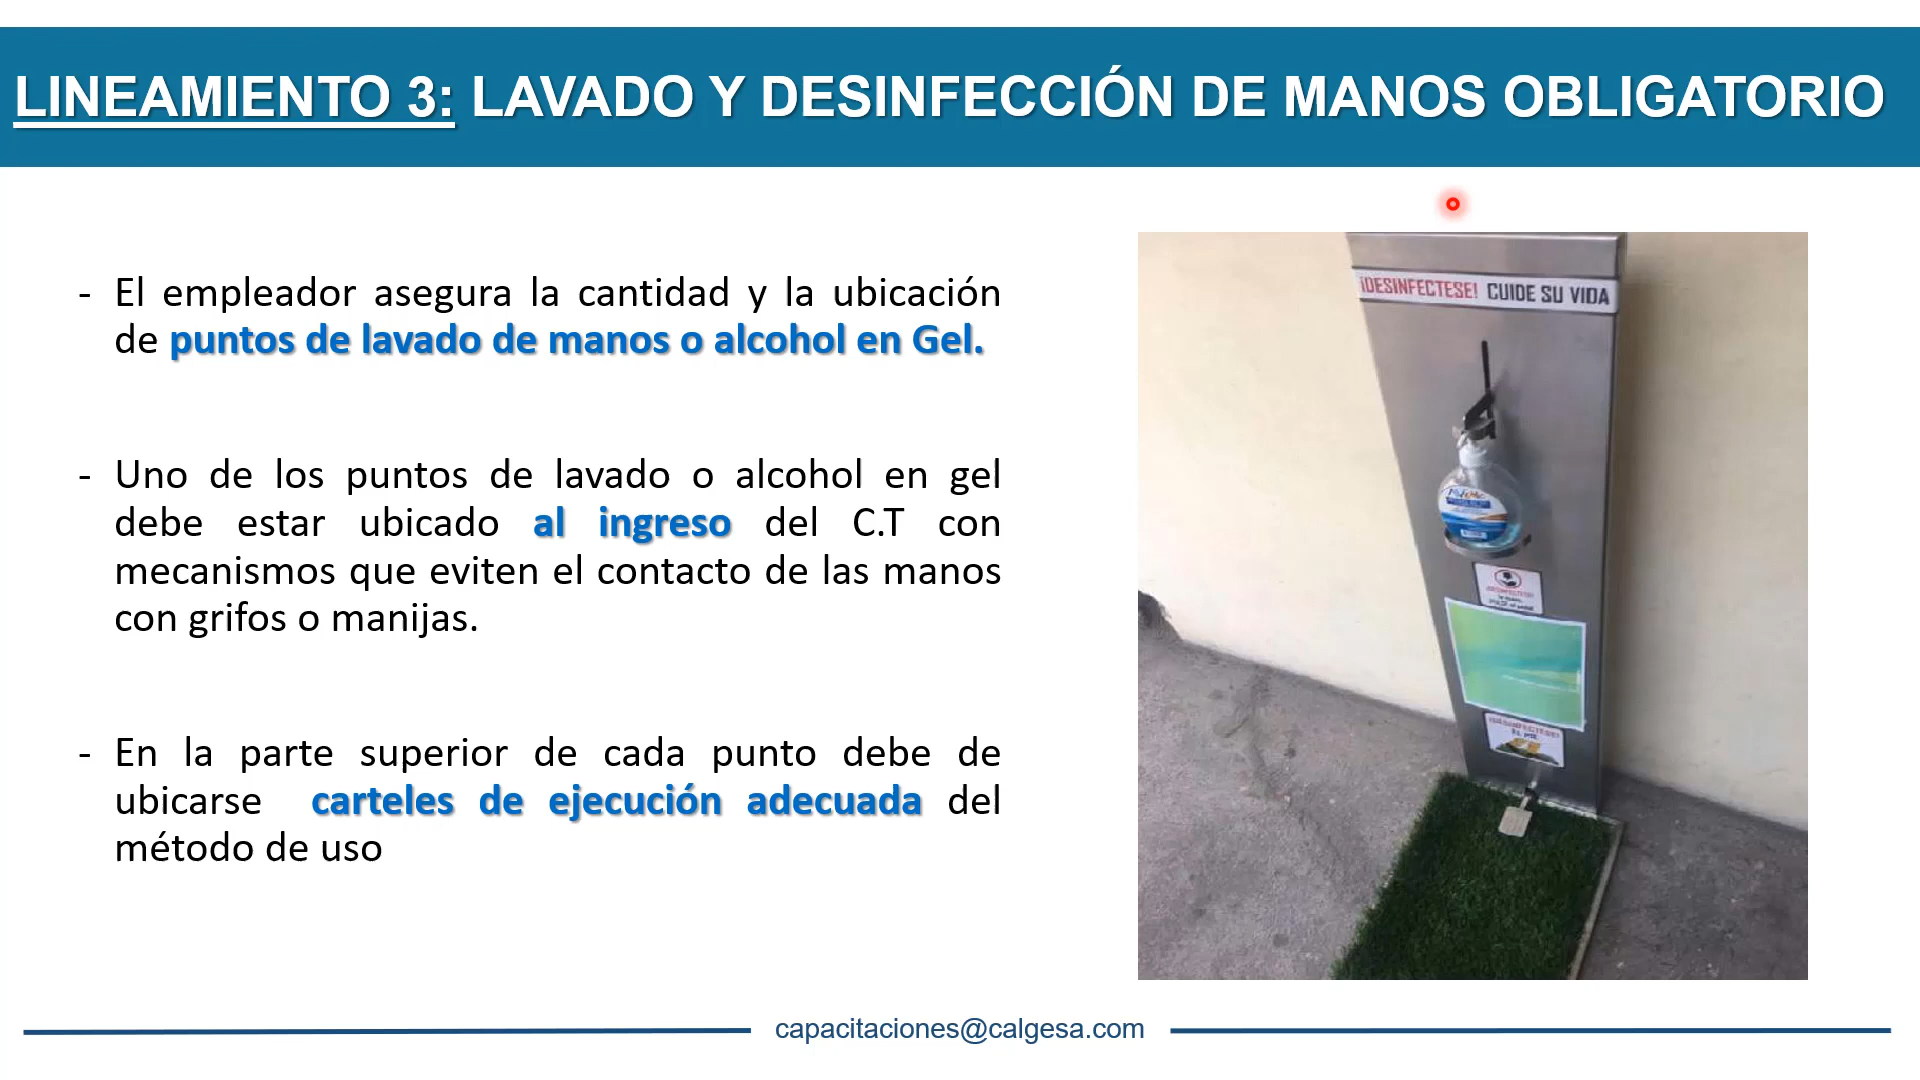 LINEAMIENTO 3: LAVADO Y DESINFECCIÓN DE MANOS OBLIGATORIO
- El empleador asegura la cantidad y la ubicación
de puntos de lavado de manos o alcohol en Gel.
- Uno de los puntos de lavado o alcohol en gel
debe estar ubicado al ingreso del C.T con
mecanismos que eviten el contacto de las manos
con grifos o manijas.
- En la parte superior de cada punto debe de
ubicarse carteles de ejecución adecuada del
método de uso
¡DESINFECTESE! CUIDE SU VIDA
¡DESINFECTESE!
EL PIE
capacitaciones@calgesa.com